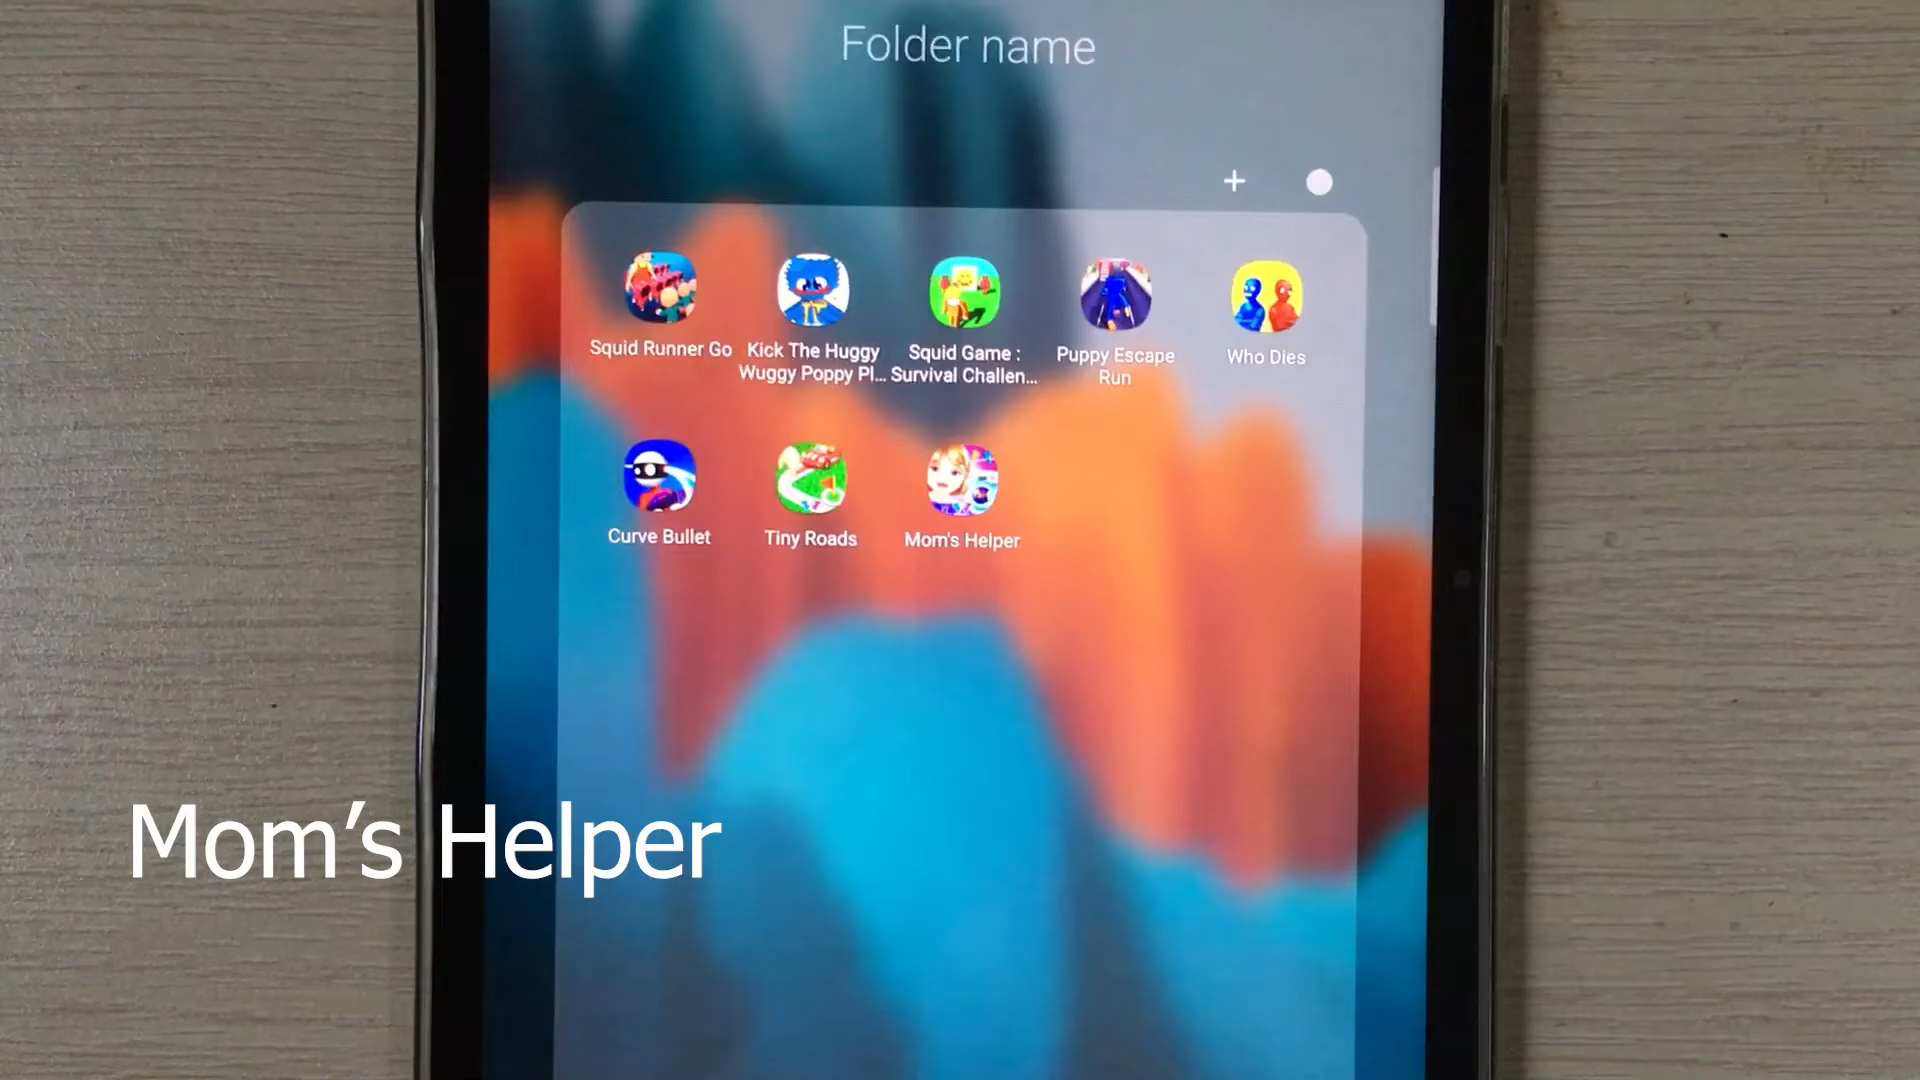 Folder name
Squid Runner Go
Kick The Huggy
Wuggy Poppy Pl...
Squid Game :
Survival Challen...
Puppy Escape
Run
Who Dies
Curve Bullet
Tiny Roads
Mom's Helper
Mom’s Helper